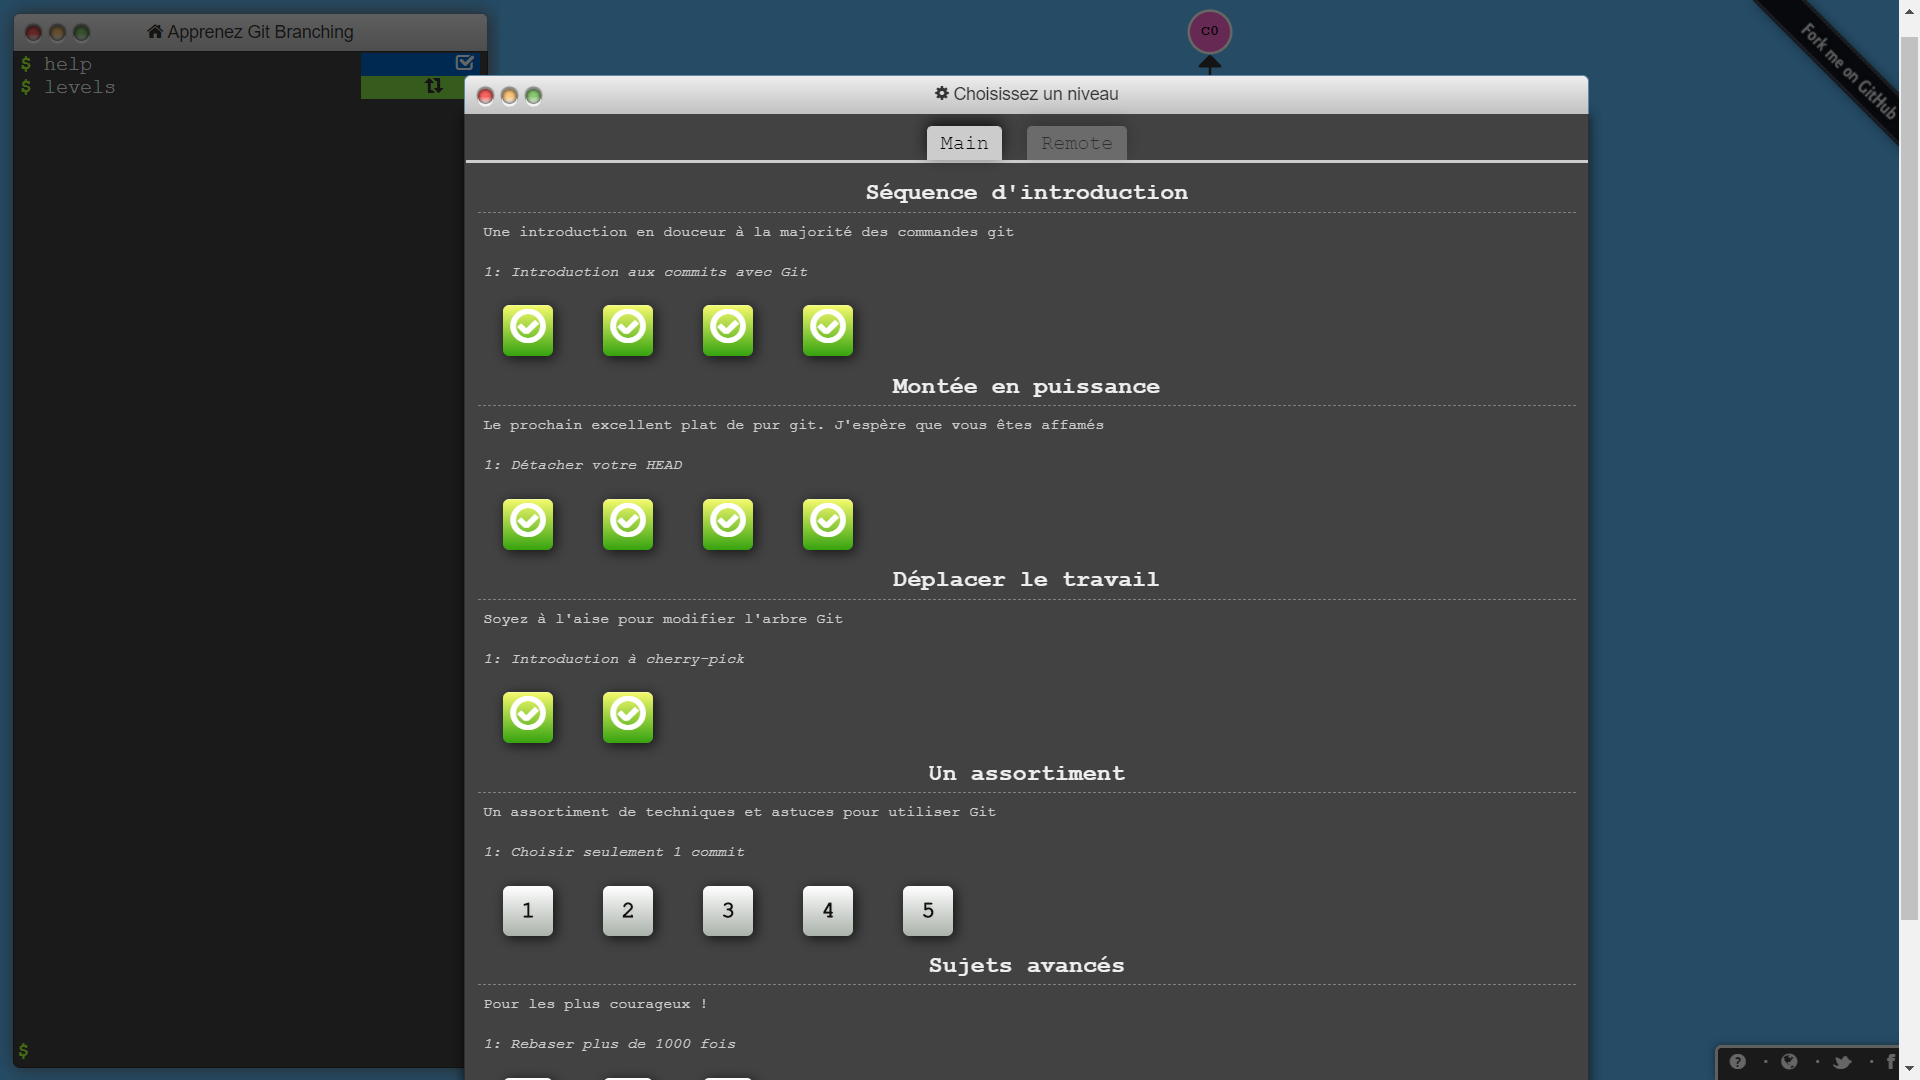 Apprenez Git Branching
$ help
$ levels
$
C0
Fork me on GitHub
Choisissez un niveau
Main
Remote
Séquence d'introduction
Une introduction en douceur à la majorité des commandes git
1: Introduction aux commits avec Git
Montée en puissance
Le prochain excellent plat de pur git. J'espère que vous êtes affamés
1: Détacher votre HEAD
Déplacer le travail
Soyez à l'aise pour modifier l'arbre Git
1: Introduction à cherry-pick
Un assortiment
Un assortiment de techniques et astuces pour utiliser Git
1: Choisir seulement 1 commit
1 2 3 4 5
Sujets avancés
Pour les plus courageux !
1: Rebaser plus de 1000 fois